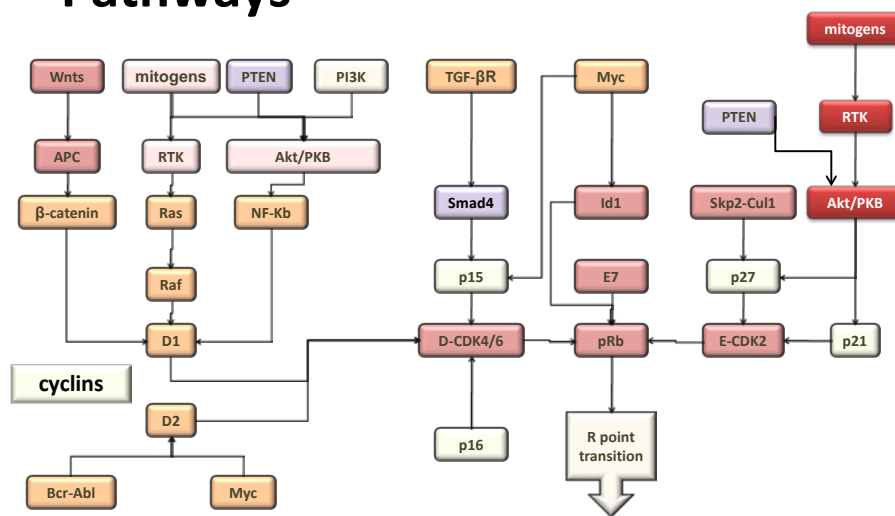 Pathways
mitogens
Wnts
mitogens
PTEN
PI3K
TGF-βR
Myc
PTEN
RTK
APC
RTK
Akt/PKB
β-catenin
Ras
NF-Kb
Smad4
Id1
Skp2-Cul1
Akt/PKB
Raf
p15
E7
p27
D1
D-CDK4/6
pRb
E-CDK2
p21
cyclins
D2
p16
R point
transition
Bcr-Abl
Myc